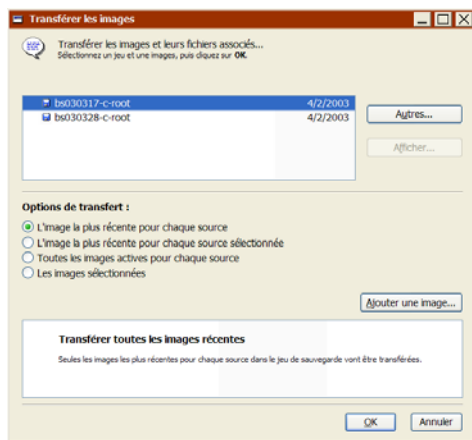 Transférer les images
Transférer les images et leurs fichiers associés...
Sélectionnez un jeu et une images, puis cliquez sur OK.
bs030317-c-root 4/2/2003
bs030328-c-root 4/2/2003
Autres...
Afficher...
Options de transfert :
L'image la plus récente pour chaque source
L'image la plus récente pour chaque source sélectionnée
Toutes les images actives pour chaque source
Les images sélectionnées
Ajouter une image...
Transférer toutes les images récentes
Seules les images les plus récentes pour chaque source dans le jeu de sauvegarde vont être transférées.
OK Annuler